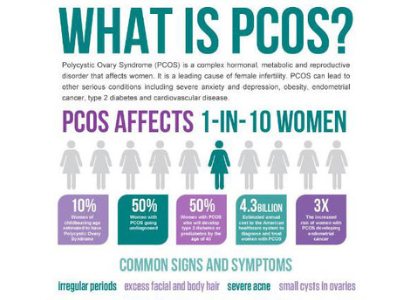 WHAT IS PCOS?
Polycystic Ovary Syndrome (PCOS) is a complex hormonal, metabolic and reproductive
disorder that affects women. It is a leading cause of female infertility. PCOS can lead to
other serious conditions including severe anxiety and depression, obesity, endometrial
cancer, type 2 diabetes and cardiovascular disease.
PCOS AFFECTS 1-IN-10 WOMEN
10%
Women of
childbearing age
estimated to have
Polycystic Ovary
Syndrome
50%
Women with
PCOS going
undiagnosed
50%
Women with PCOS
who will develop
type 2 diabetes or
prediabetes by the
age of 40
4.3BILLION
Estimated annual
cost to the American
healthcare system to
diagnose and treat
women with PCOS
3X
The increased
risk of women with
PCOS developing
endometrial
cancer
COMMON SIGNS AND SYMPTOMS
irregular periods excess facial and body hair severe acne small cysts in ovaries